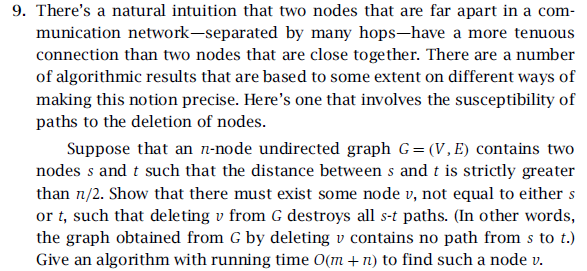 9. There's a natural intuition that two nodes that are far apart in a com-
munication network—separated by many hops—have a more tenuous
connection than two nodes that are close together. There are a number
of algorithmic results that are based to some extent on different ways of
making this notion precise. Here's one that involves the susceptibility of
paths to the deletion of nodes.
Suppose that an n-node undirected graph G = (V, E) contains two
nodes s and t such that the distance between s and t is strictly greater
than n/2. Show that there must exist some node v, not equal to either s
or t, such that deleting v from G destroys all s-t paths. (In other words,
the graph obtained from G by deleting v contains no path from s to t.)
Give an algorithm with running time O(m + n) to find such a node v.